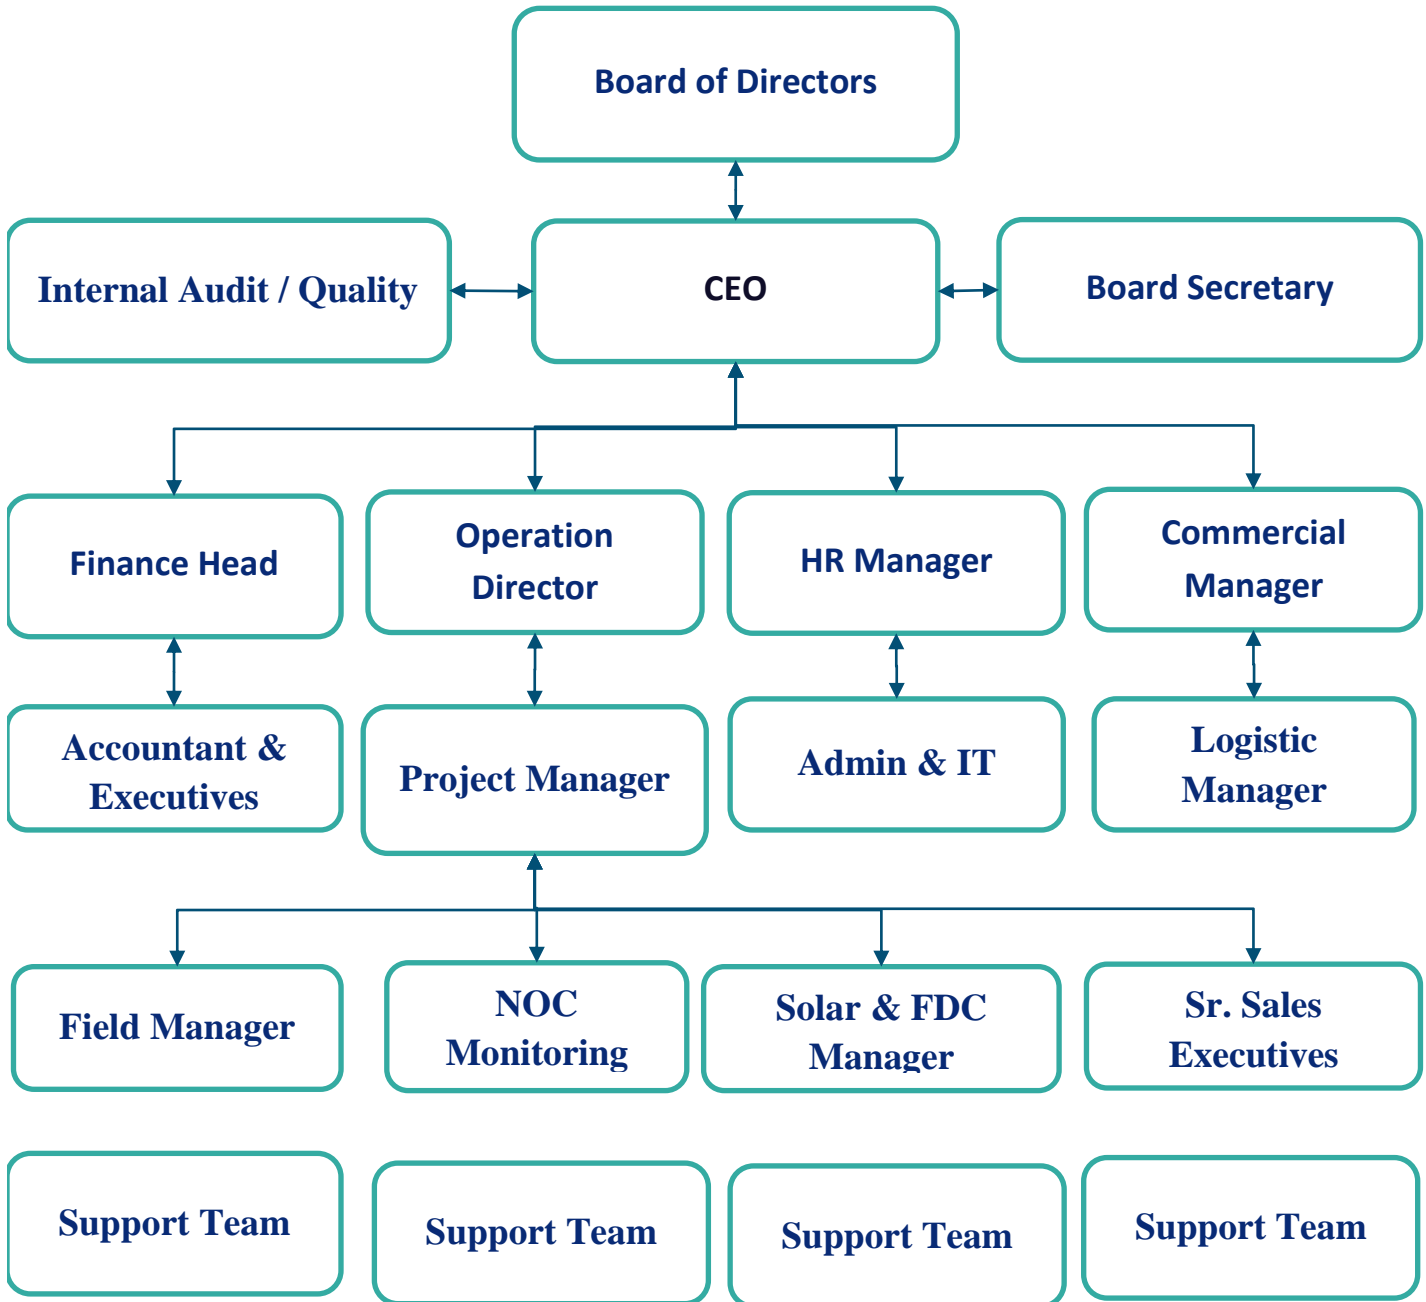 Board of Directors
Internal Audit / Quality
CEO
Board Secretary
Finance Head
Operation
Director
HR Manager
Commercial
Manager
Accountant &
Executives
Project Manager
Admin & IT
Logistic
Manager
Field Manager
NOC
Monitoring
Solar & FDC
Manager
Sr. Sales
Executives
Support Team
Support Team
Support Team
Support Team